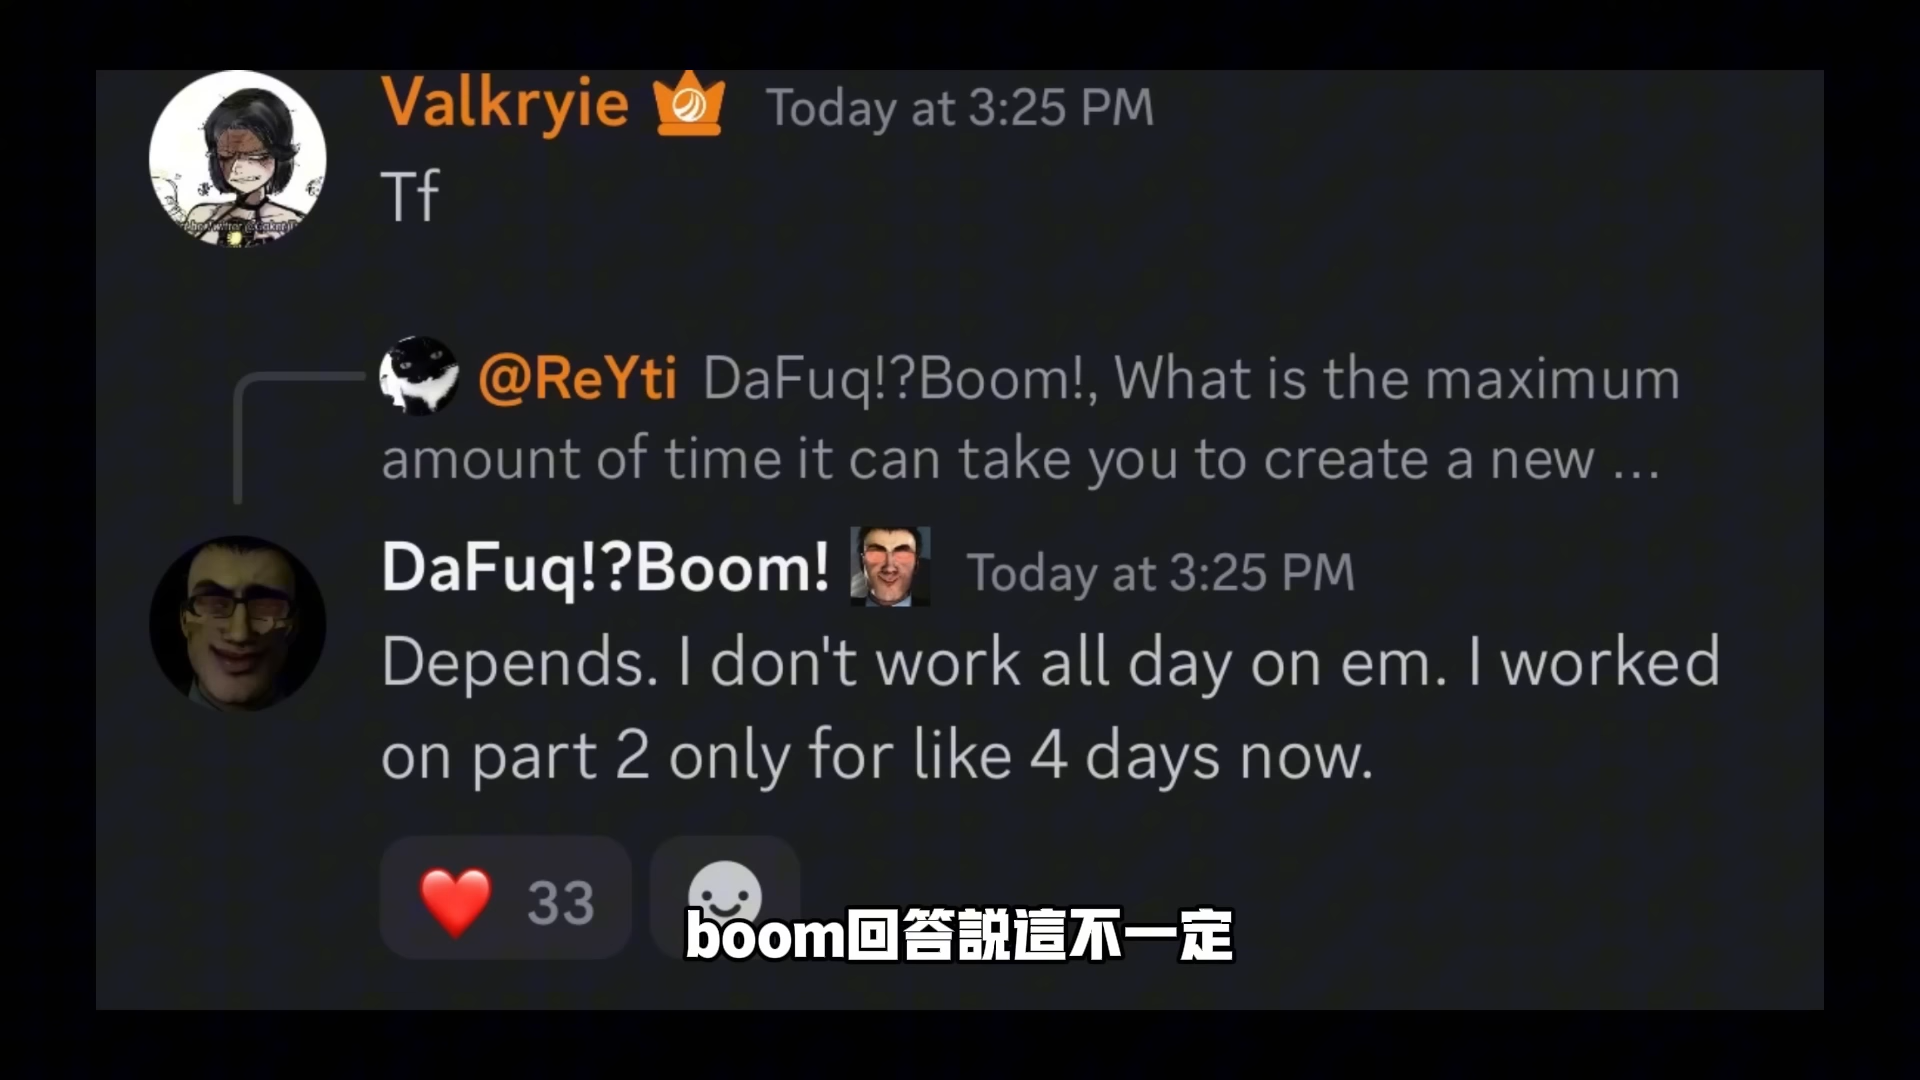 Valkryie Today at 3:25 PM
Tf
@ReYti DaFuq!?Boom!, What is the maximum
amount of time it can take you to create a new ...
DaFuq!?Boom! Today at 3:25 PM
Depends. I don't work all day on em. I worked
on part 2 only for like 4 days now.
33
boom回答説這不一定